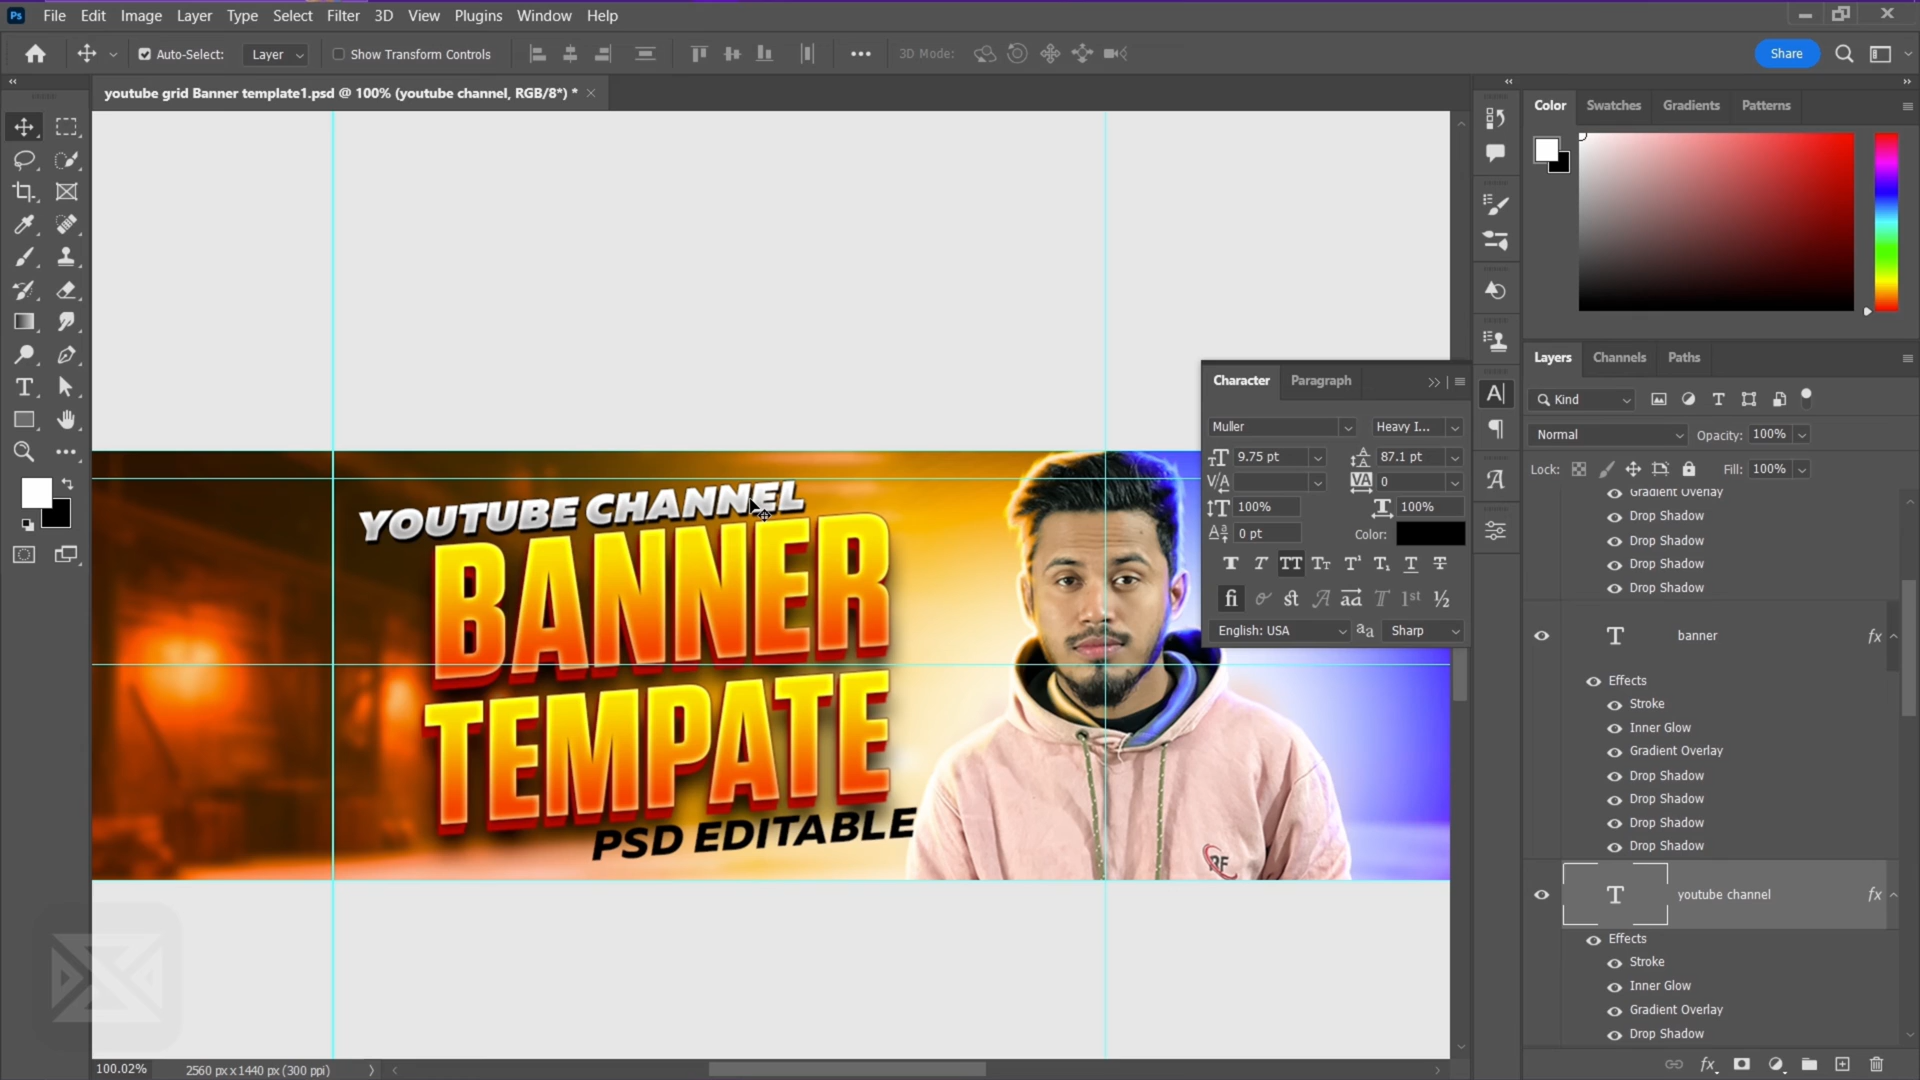 Ps File Edit Image Layer Type Select Filter 3D View Plugins Window Help
Auto-Select: Layer Show Transform Controls 3D Mode: Share
youtube grid Banner template1.psd @ 100% (youtube channel, RGB/8*) *
Color Swatches Gradients Patterns
YOUTUBE CHANNEL
BANNER
TEMPATE
PSD EDITABLE
RF
Character Paragraph
Muller Heavy I...
9.75 pt 87.1 pt
0
100% 100%
0 pt Color:
English: USA Sharp
Layers Channels Paths
Kind
Normal Opacity: 100%
Lock: Fill: 100%
Gradient Overlay
Drop Shadow
Drop Shadow
Drop Shadow
Drop Shadow
banner fx
Effects
Stroke
Inner Glow
Gradient Overlay
Drop Shadow
Drop Shadow
Drop Shadow
Drop Shadow
youtube channel fx
Effects
Stroke
Inner Glow
Gradient Overlay
Drop Shadow
100.02% 2560 px x 1440 px (300 ppi)